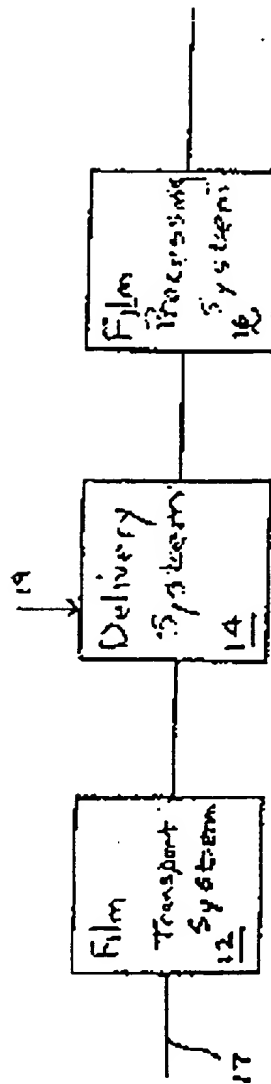 19
Film
Transport
System
12
Delivery
System
14
Film
Processing
System
16
17